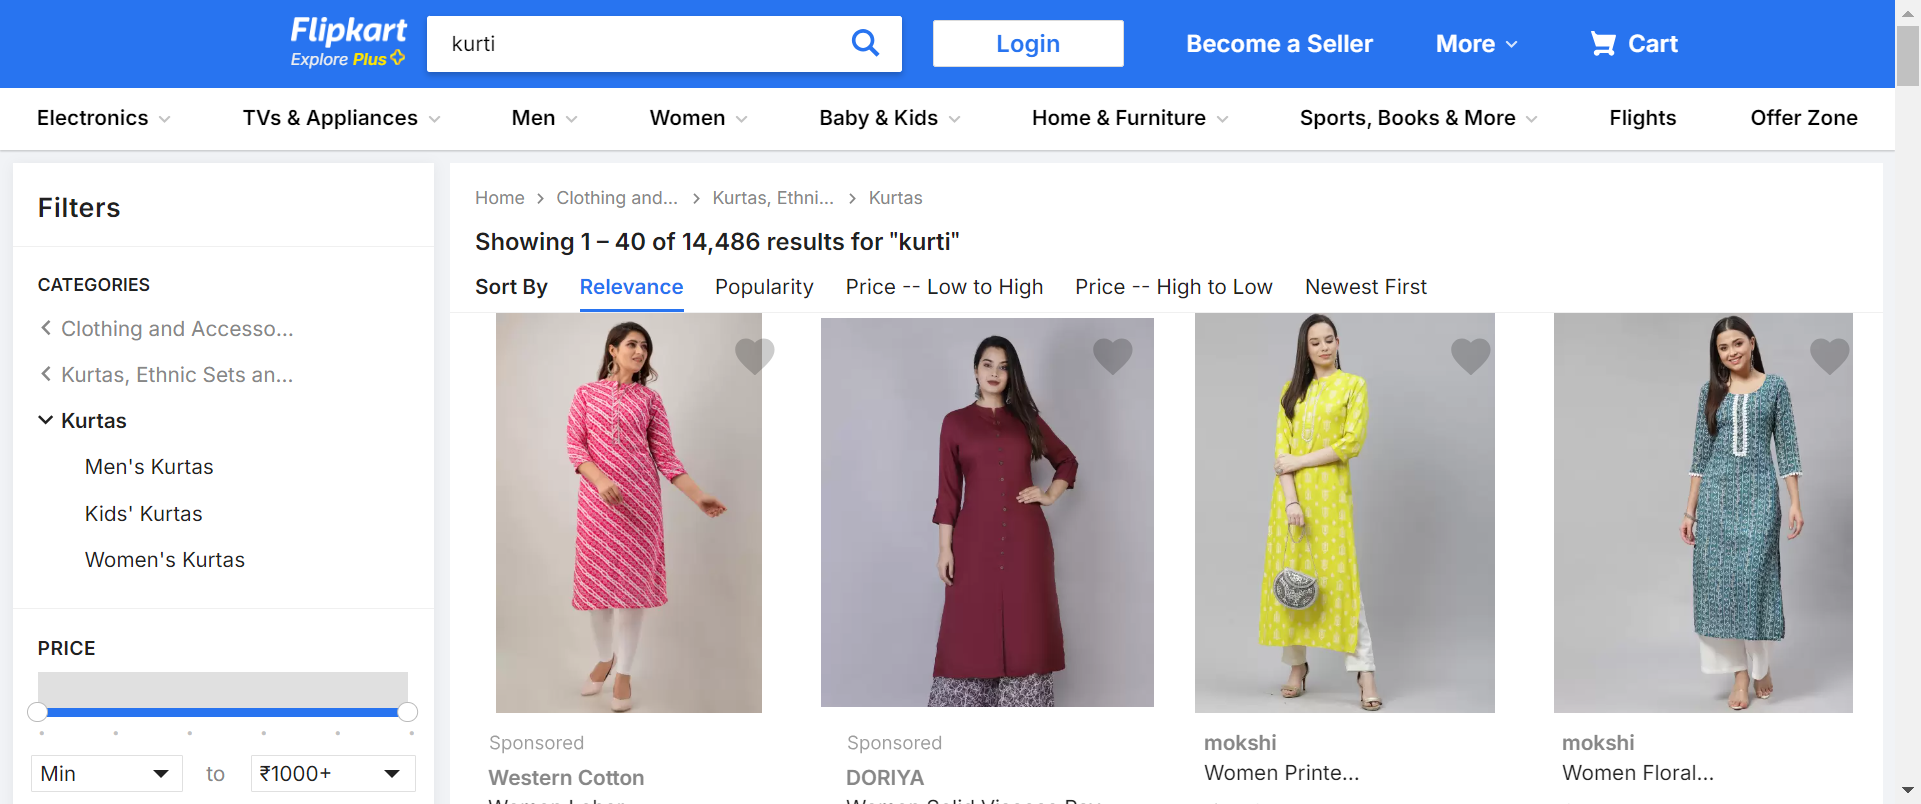 Flipkart
Explore Plus
kurti
Login
Become a Seller
More
Cart
Electronics
TVs & Appliances
Men
Women
Baby & Kids
Home & Furniture
Sports, Books & More
Flights
Offer Zone
Filters
CATEGORIES
Clothing and Accesso...
Kurtas, Ethnic Sets an...
Kurtas
Men's Kurtas
Kids' Kurtas
Women's Kurtas
PRICE
Min
to
₹1000+
Home
Clothing and...
Kurtas, Ethni...
Kurtas
Showing 1 – 40 of 14,486 results for "kurti"
Sort By
Relevance
Popularity
Price -- Low to High
Price -- High to Low
Newest First
Sponsored
Western Cotton
Sponsored
DORIYA
mokshi
Women Printe...
mokshi
Women Floral...